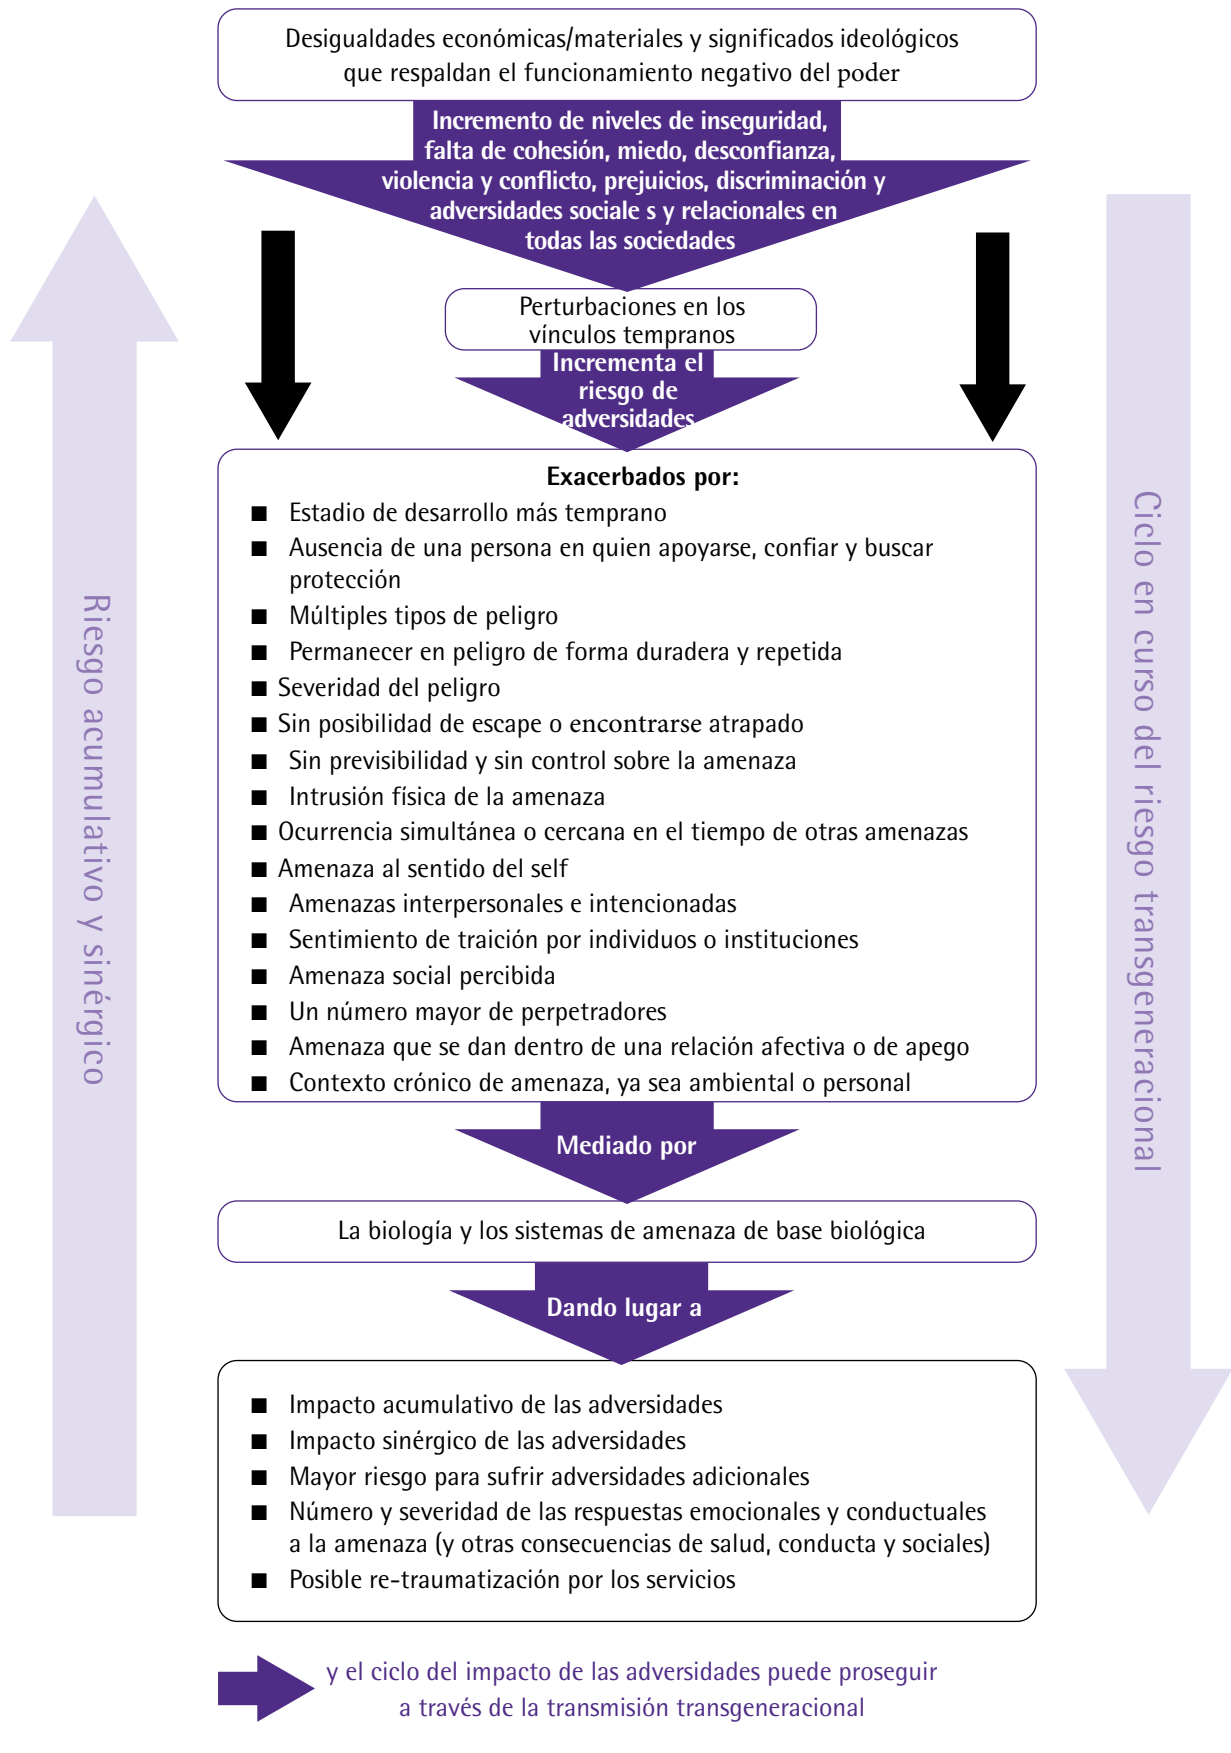 Desigualdades económicas/materiales y significados ideológicos
que respaldan el funcionamiento negativo del poder
Incremento de niveles de inseguridad,
falta de cohesión, miedo, desconfianza,
violencia y conflicto, prejuicios, discriminación y
adversidades sociale s y relacionales en
todas las sociedades
Perturbaciones en los
vínculos tempranos
Incrementa el
riesgo de
adversidades
Exacerbados por:
■ Estadio de desarrollo más temprano
■ Ausencia de una persona en quien apoyarse, confiar y buscar
protección
■ Múltiples tipos de peligro
■ Permanecer en peligro de forma duradera y repetida
■ Severidad del peligro
■ Sin posibilidad de escape o encontrarse atrapado
■ Sin previsibilidad y sin control sobre la amenaza
■ Intrusión física de la amenaza
■ Ocurrencia simultánea o cercana en el tiempo de otras amenazas
■ Amenaza al sentido del self
■ Amenazas interpersonales e intencionadas
■ Sentimiento de traición por individuos o instituciones
■ Amenaza social percibida
■ Un número mayor de perpetradores
■ Amenaza que se dan dentro de una relación afectiva o de apego
■ Contexto crónico de amenaza, ya sea ambiental o personal
Mediado por
La biología y los sistemas de amenaza de base biológica
Dando lugar a
■ Impacto acumulativo de las adversidades
■ Impacto sinérgico de las adversidades
■ Mayor riesgo para sufrir adversidades adicionales
■ Número y severidad de las respuestas emocionales y conductuales
a la amenaza (y otras consecuencias de salud, conducta y sociales)
■ Posible re-traumatización por los servicios
y el ciclo del impacto de las adversidades puede proseguir
a través de la transmisión transgeneracional
Riesgo acumulativo y sinérgico
Ciclo en curso del riesgo transgeneracional